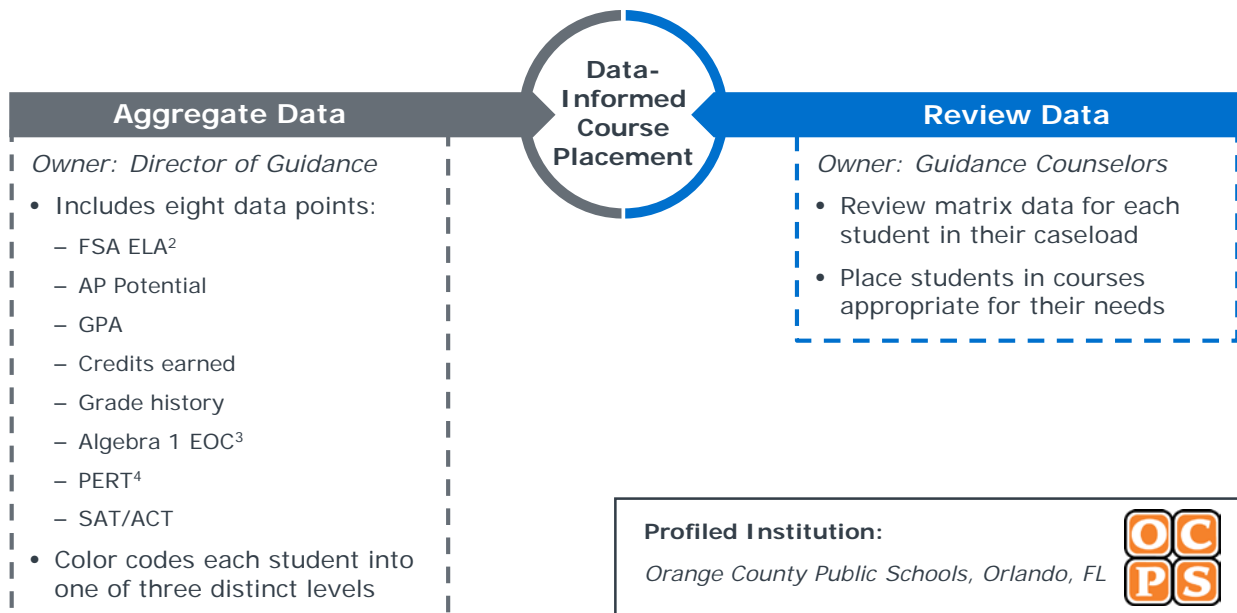 Data-
Informed
Course
Placement
Aggregate Data
Owner: Director of Guidance
• Includes eight data points:
– FSA ELA²
– AP Potential
– GPA
– Credits earned
– Grade history
– Algebra 1 EOC³
– PERT⁴
– SAT/ACT
• Color codes each student into
one of three distinct levels
Review Data
Owner: Guidance Counselors
• Review matrix data for each
student in their caseload
• Place students in courses
appropriate for their needs
Profiled Institution:
Orange County Public Schools, Orlando, FL
OC
PS